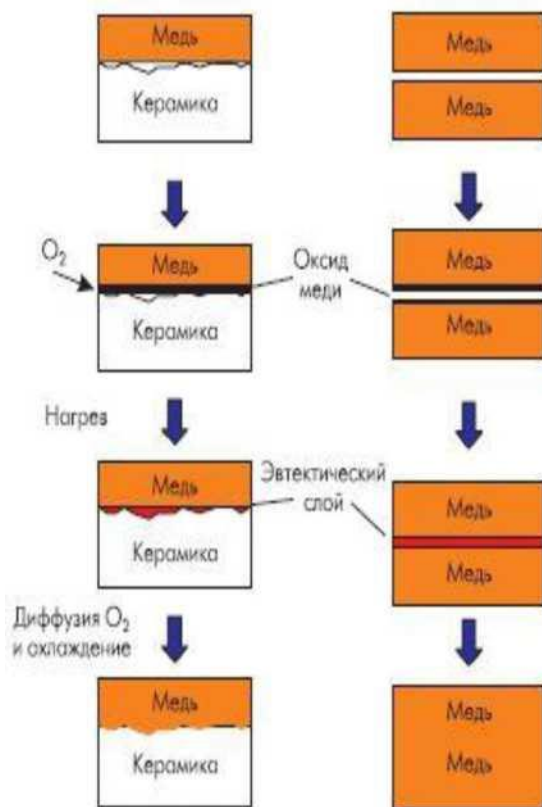 Медь
Керамика
Медь
Медь
O₂
Медь
Керамика
Оксид
меди
Медь
Медь
Нагрев
Медь
Керамика
Эвтектический
слой
Медь
Медь
Диффузия O₂
и охлаждение
Медь
Керамика
Медь
Медь